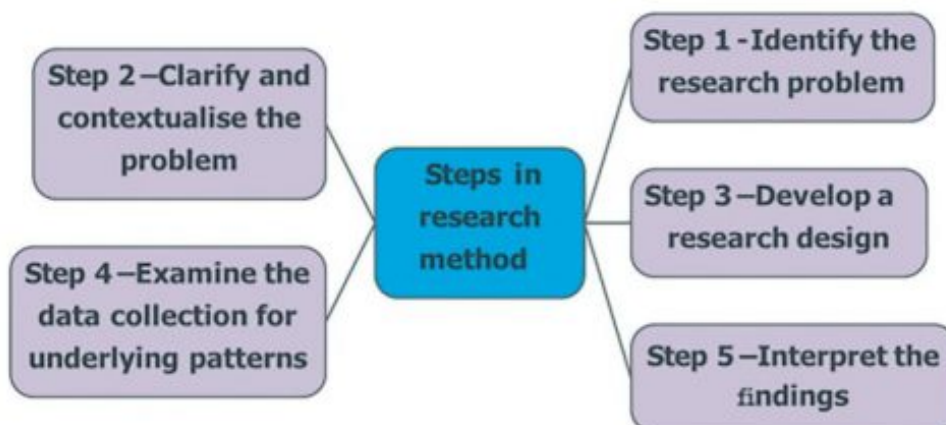 Steps in
research
method
Step 1 -Identify the
research problem
Step 2–Clarify and
contextualise the
problem
Step 3–Develop a
research design
Step 4–Examine the
data collection for
underlying patterns
Step 5–Interpret the
findings